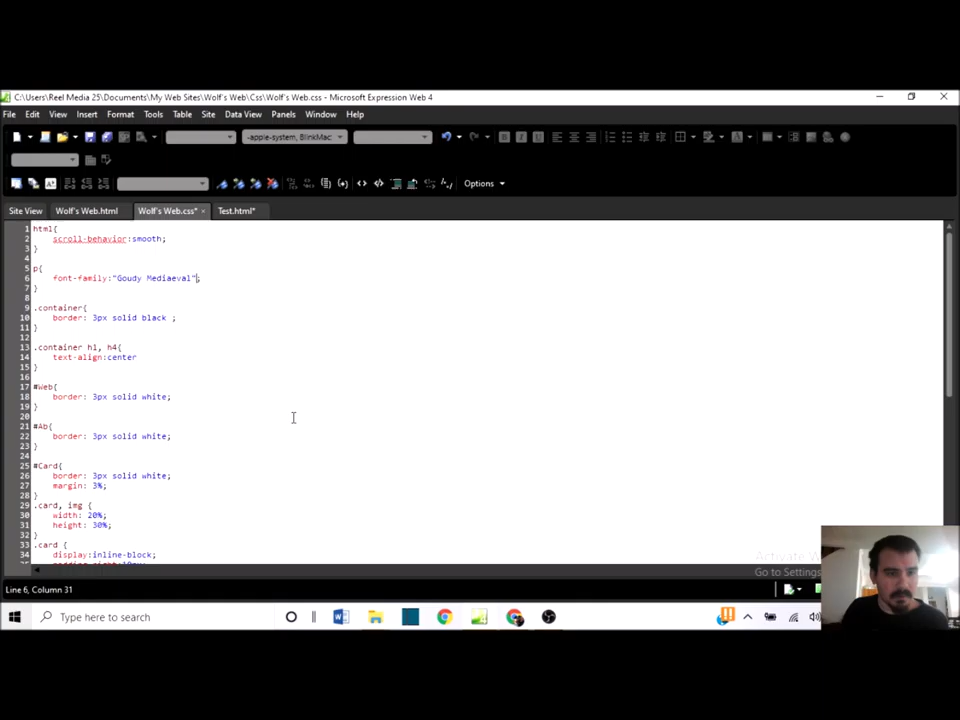 C:\Users\Reel Media 25\Documents\My Web Sites\Wolf's Web\Css\Wolf's Web.css - Microsoft Expression Web 4
File Edit View Insert Format Tools Table Site Data View Panels Window Help
-apple-system, BlinkMac
Options
Site View Wolf's Web.html Wolf's Web.css* × Test.html*
1 html{
2 scroll-behavior:smooth;
3 }
4
5 p{
6 font-family:"Goudy Mediaeval";
7 }
8
9 .container{
10 border: 3px solid black ;
11 }
12
13 .container h1, h4{
14 text-align:center
15 }
16
17 #Web{
18 border: 3px solid white;
19 }
20
21 #Ab{
22 border: 3px solid white;
23 }
24
25 #Card{
26 border: 3px solid white;
27 margin: 3%;
28 }
29 .card, img {
30 width: 20%;
31 height: 30%;
32 }
33 .card {
34 display:inline-block;
Activate W
Go to Settings
Line 6, Column 31
Type here to search